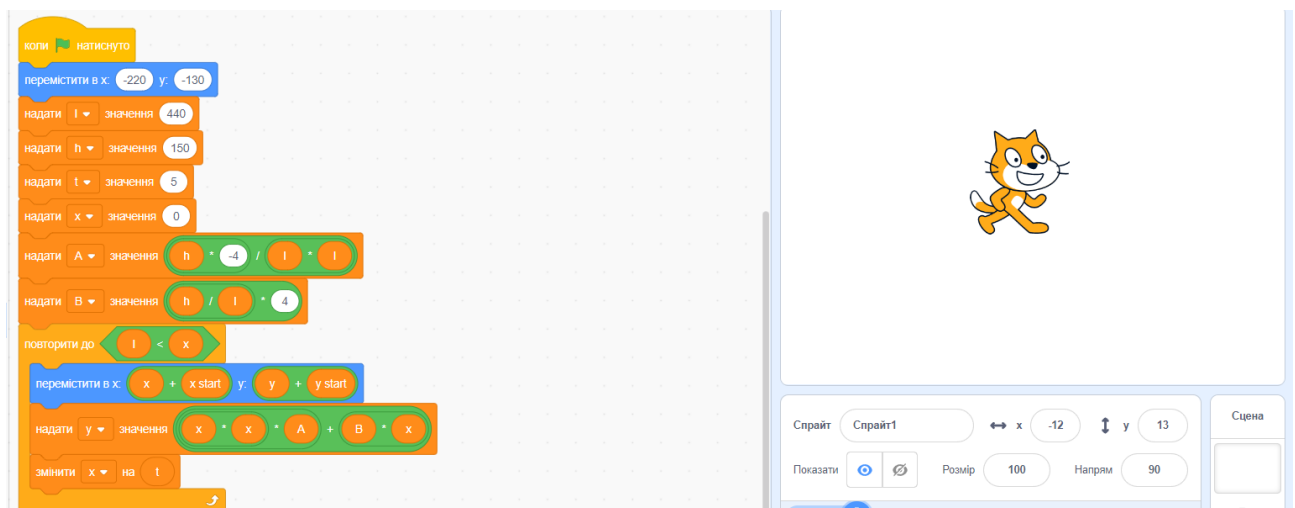 коли натиснуто
перемістити в x: -220 y: -130
надати l значення 440
надати h значення 150
надати t значення 5
надати x значення 0
надати A значення h * -4 / l * l
надати B значення h / l * 4
повторити до l < x
перемістити в x: x + x start y: y + y start
надати y значення x * x * A + B * x
змінити x на t
Спрайт Спрайт1 x -12 y 13
Показати Розмір 100 Напрям 90
Сцена